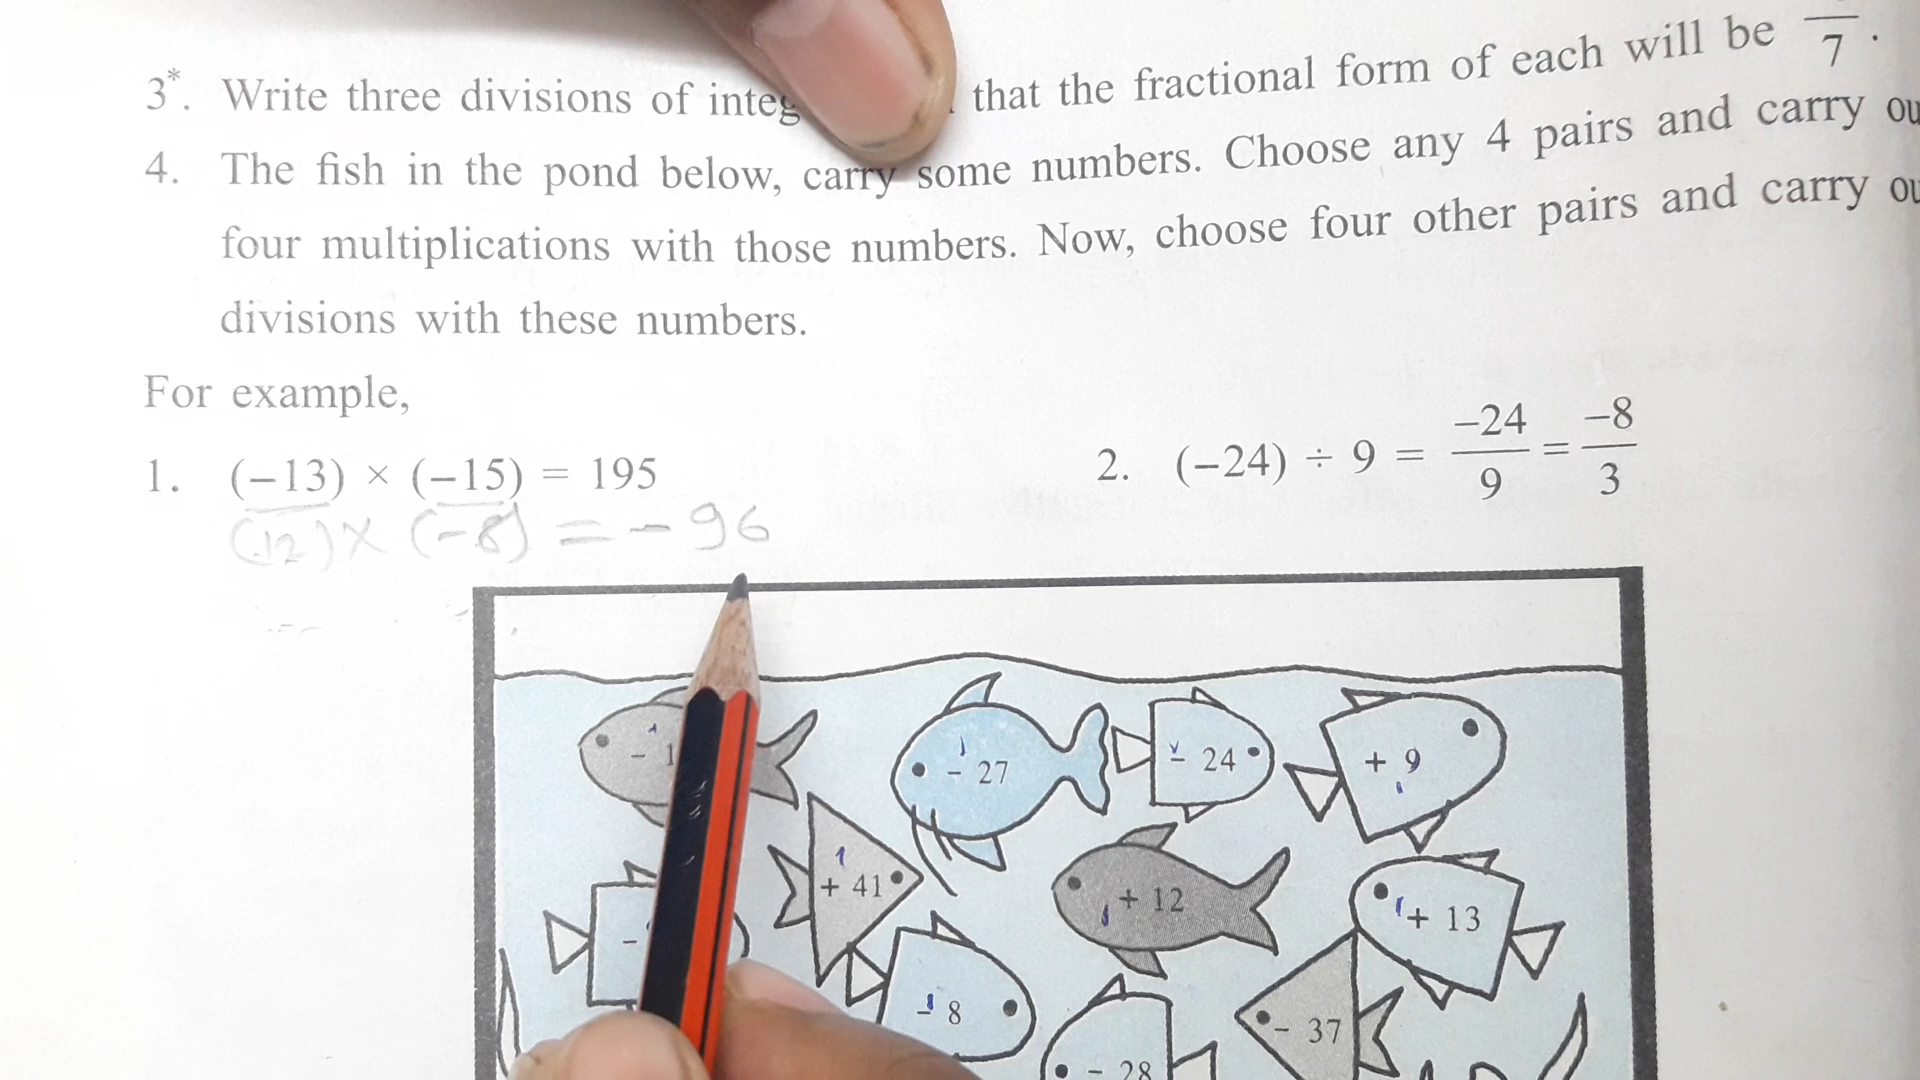 3*. Write three divisions of integ that the fractional form of each will be —/7 .
4. The fish in the pond below, carry some numbers. Choose any 4 pairs and carry ou
four multiplications with those numbers. Now, choose four other pairs and carry ou
divisions with these numbers.
For example,
1. (−13) × (−15) = 195
2. (−24) ÷ 9 = −24/9 = −8/3
(12) × (−8) = − 96
− 27
− 24
+ 9
+ 41
+ 12
+ 13
− 8
− 37
− 28